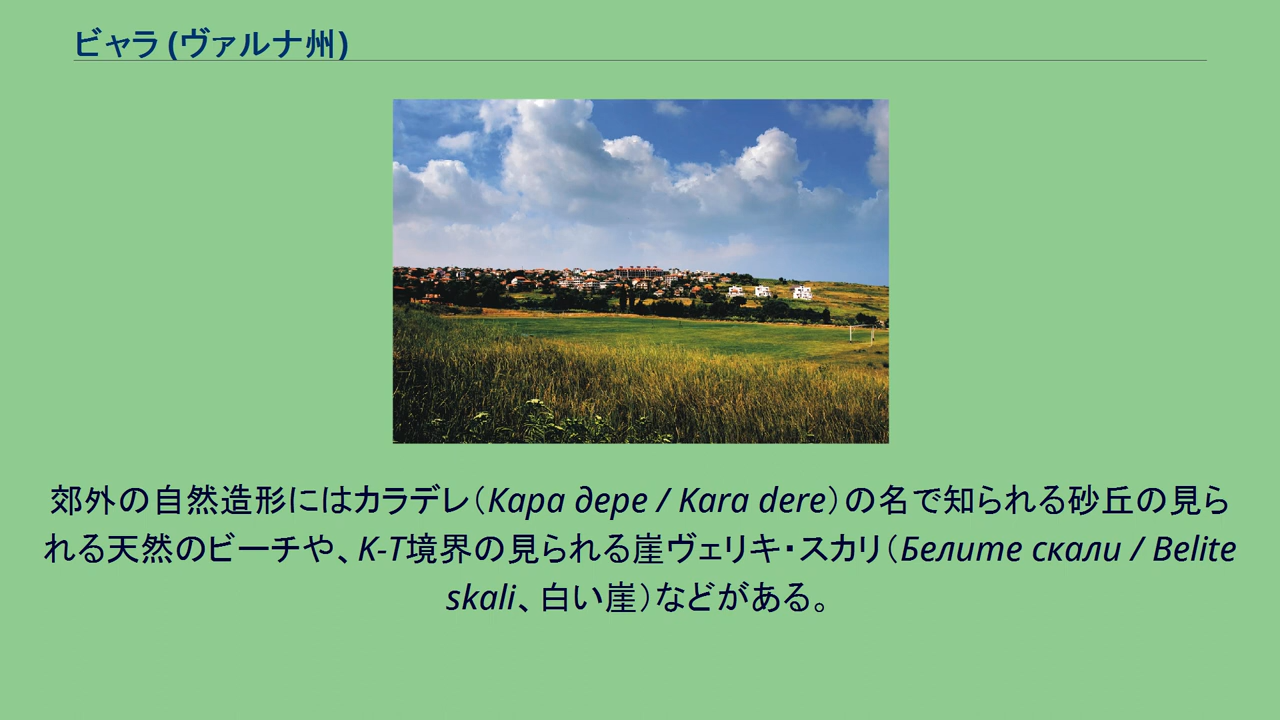 ビャラ (ヴァルナ州)
郊外の自然造形にはカラデレ（Кара дере / Kara dere）の名で知られる砂丘の見ら
れる天然のビーチや、K-T境界の見られる崖ヴェリキ・スカリ（Белите скали / Belite
skali、白い崖）などがある。